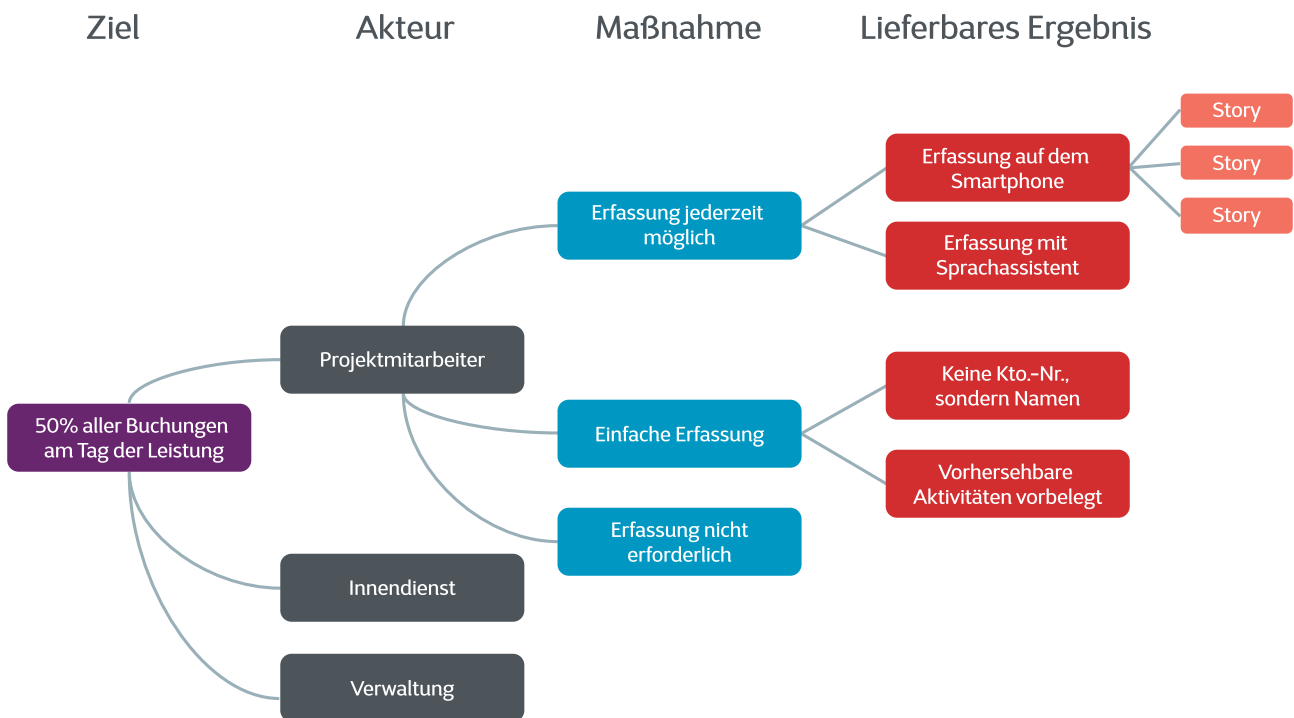 Ziel
Akteur
Maßnahme
Lieferbares Ergebnis
50% aller Buchungen
am Tag der Leistung
Projektmitarbeiter
Innendienst
Verwaltung
Erfassung jederzeit
möglich
Einfache Erfassung
Erfassung nicht
erforderlich
Erfassung auf dem
Smartphone
Erfassung mit
Sprachassistent
Keine Kto.-Nr.,
sondern Namen
Vorhersehbare
Aktivitäten vorbelegt
Story
Story
Story